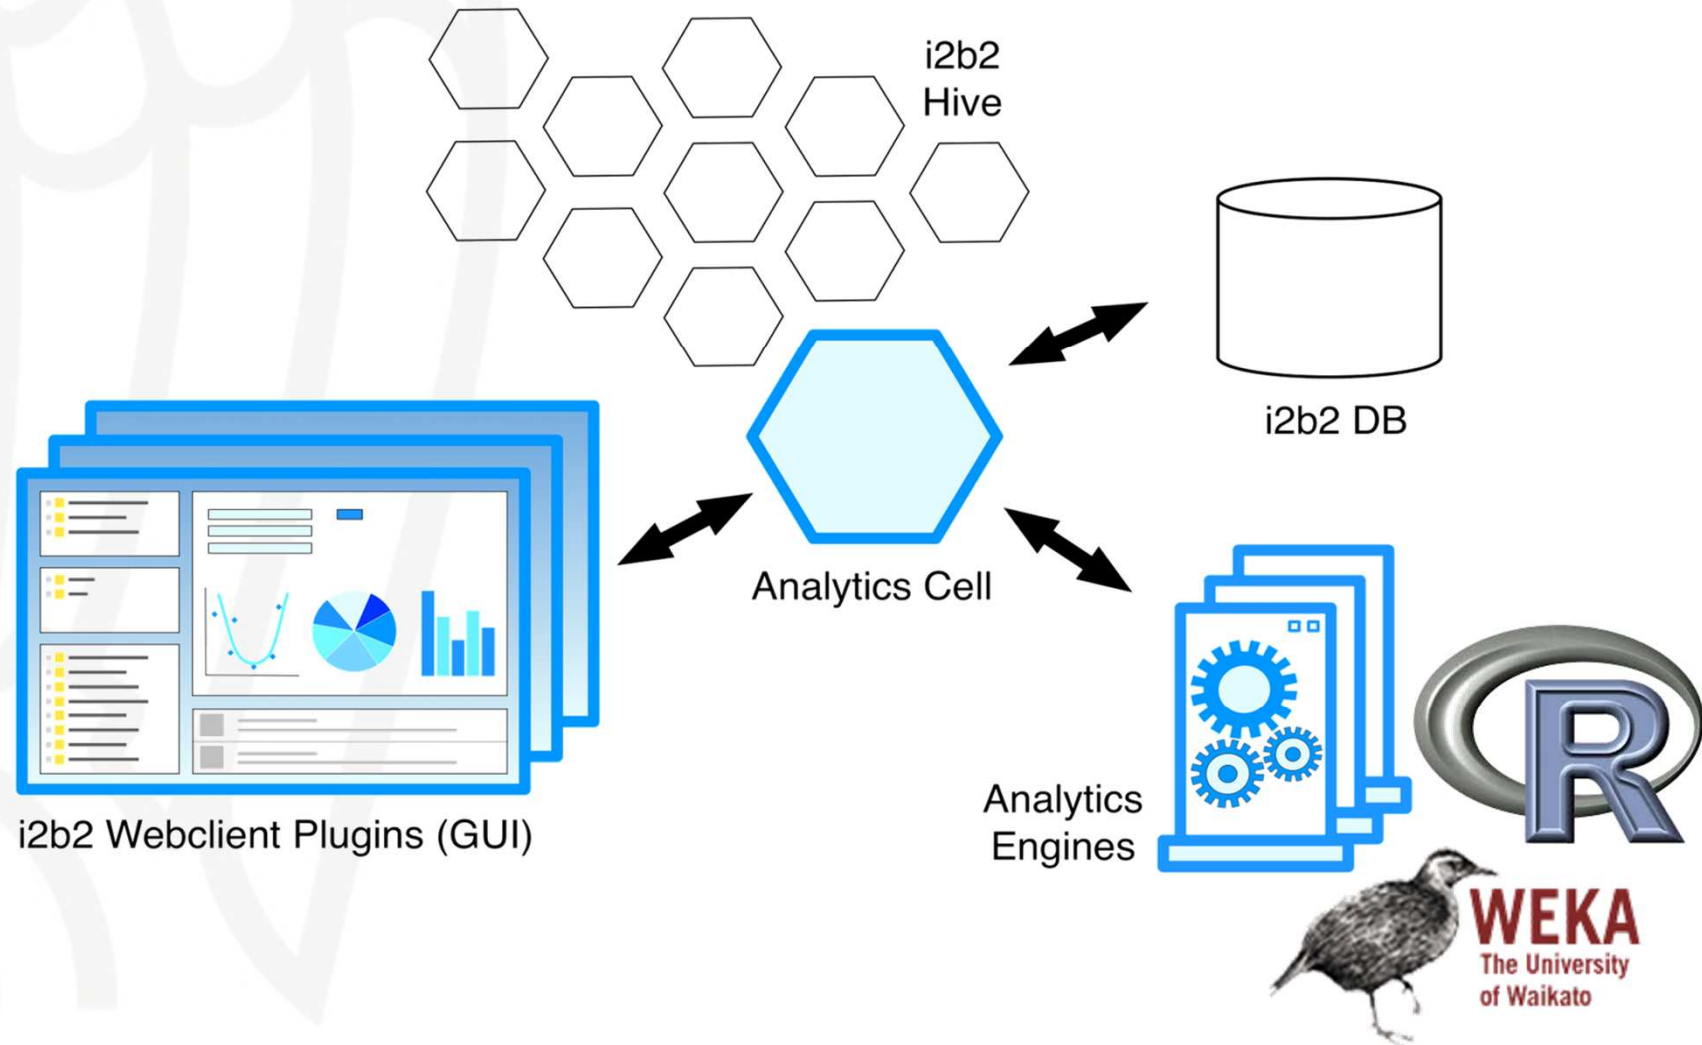 i2b2
Hive
i2b2 DB
Analytics Cell
i2b2 Webclient Plugins (GUI)
Analytics
Engines
R
WEKA
The University
of Waikato